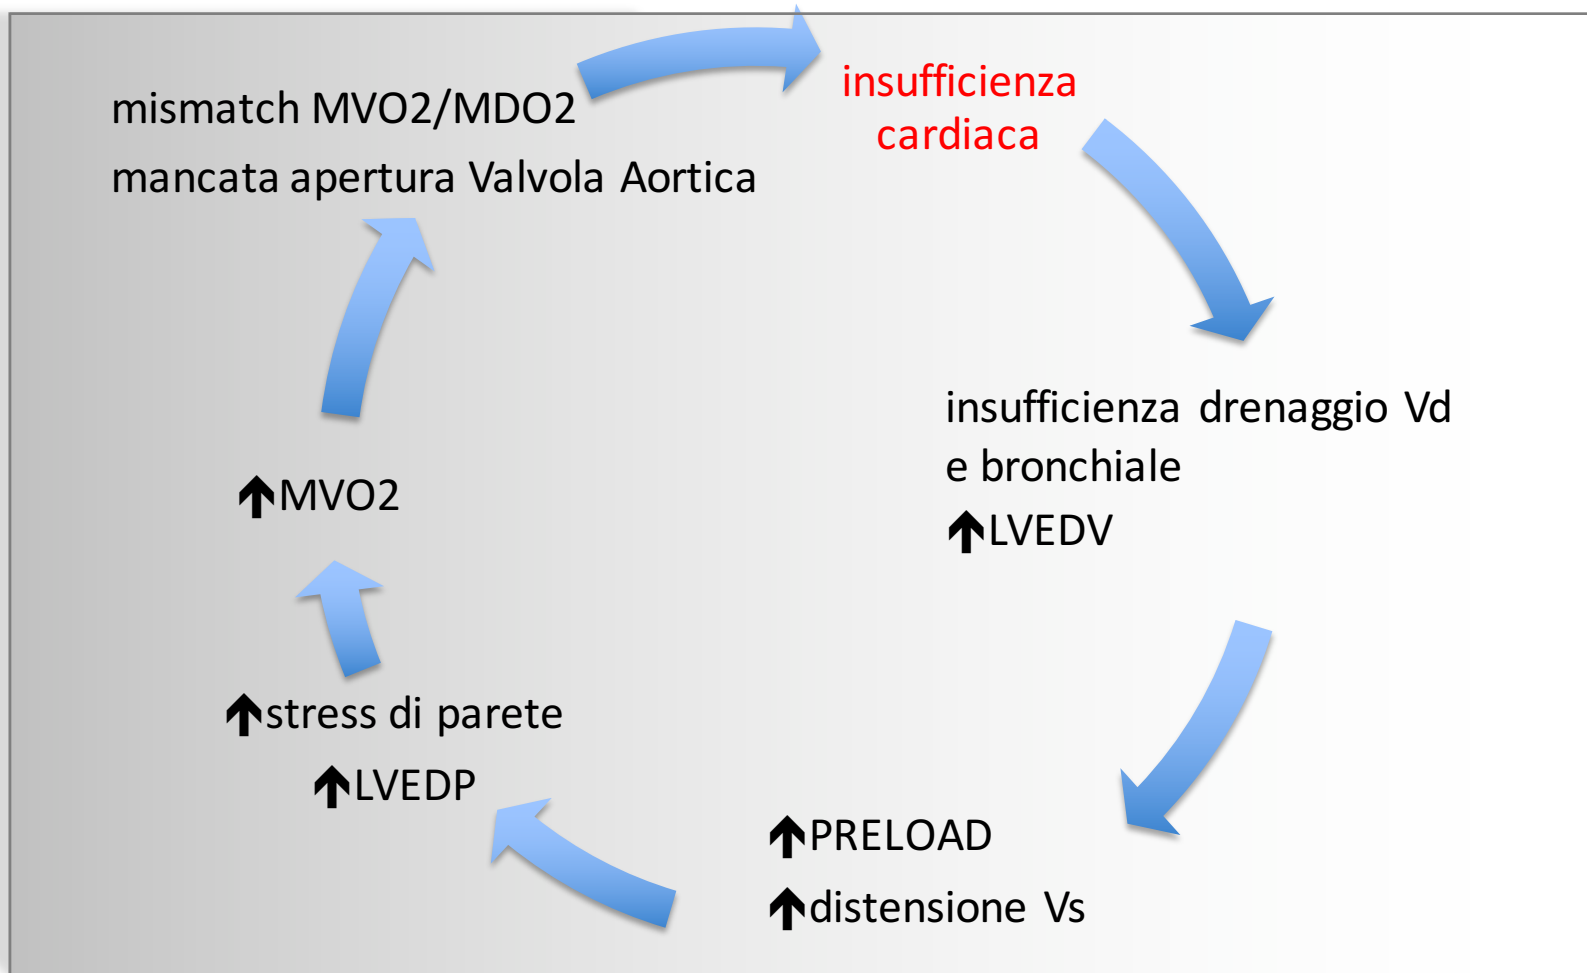 mismatch MVO2/MDO2
mancata apertura Valvola Aortica
insufficienza
cardiaca
insufficienza drenaggio Vd
e bronchiale
🡹LVEDV
🡹PRELOAD
🡹distensione Vs
🡹stress di parete
🡹LVEDP
🡹MVO2